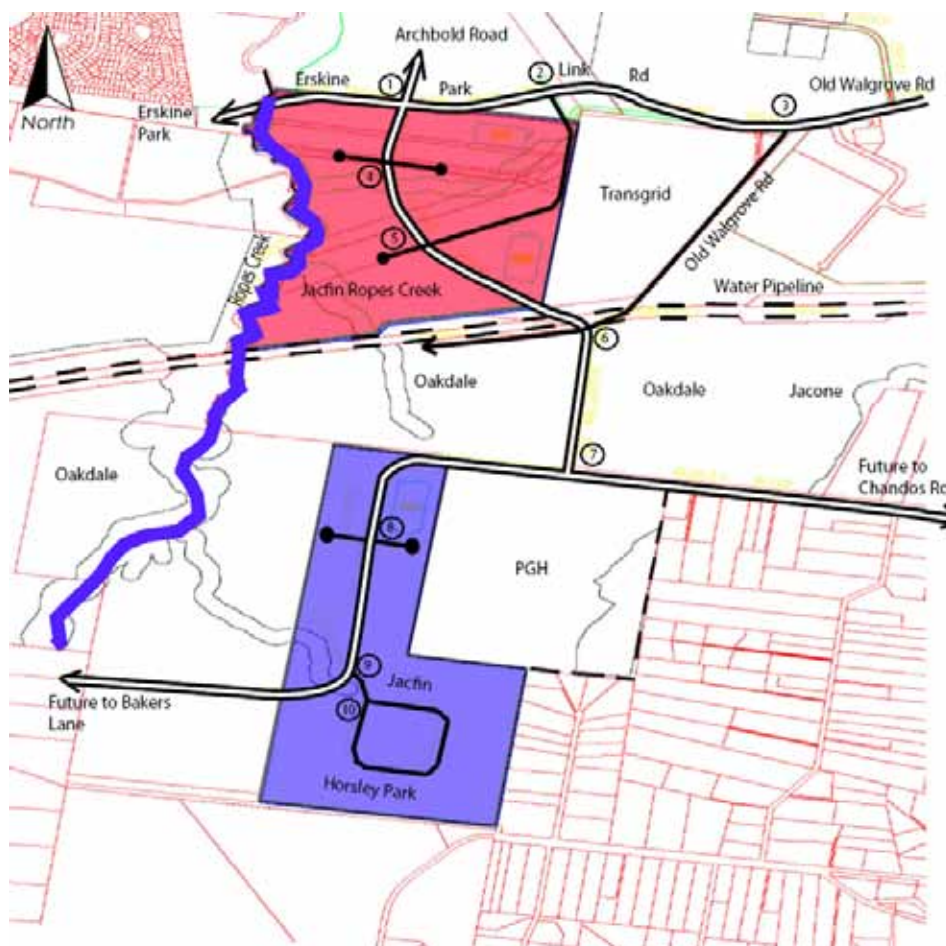 Archbold Road
Erskine
1
Park
2
Link
Rd
3
Old Walgrove Rd
North
Erskine
Park
4
Transgrid
5
Old Walgrove Rd
Ropes Creek
Jacfin Ropes Creek
Water Pipeline
6
Oakdale
Oakdale
Jacone
7
Oakdale
Future to
Chandos Rd
8
PGH
9
Jacfin
Future to Bakers
Lane
10
Horsley Park